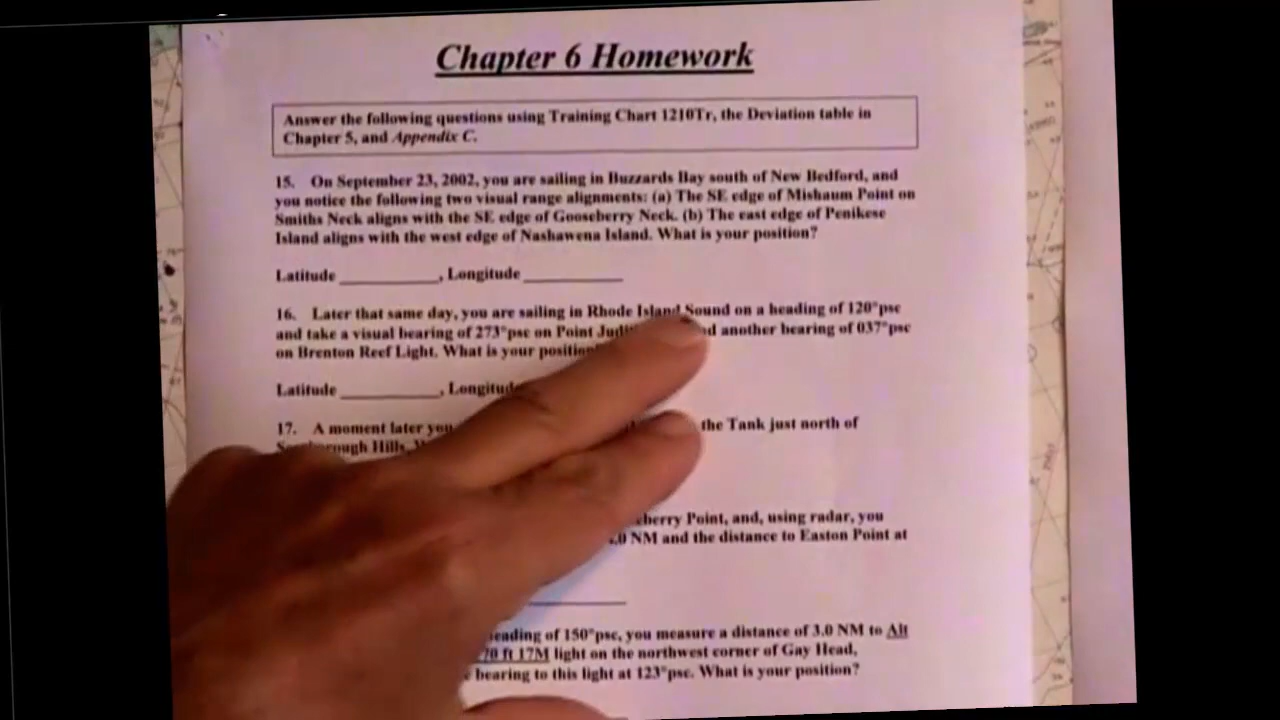 Chapter 6 Homework
Answer the following questions using Training Chart 1210Tr, the Deviation table in
Chapter 5, and Appendix C.
15. On September 23, 2002, you are sailing in Buzzards Bay south of New Bedford, and
you notice the following two visual range alignments: (a) The SE edge of Mishaum Point on
Smiths Neck aligns with the SE edge of Gooseberry Neck. (b) The east edge of Penikese
Island aligns with the west edge of Nashawena Island. What is your position?
Latitude __________, Longitude __________
16. Later that same day, you are sailing in Rhode Island Sound on a heading of 120°psc
and take a visual bearing of 273°psc on Point another bearing of 037°psc
on Brenton Reef Light. What is your position
Latitude __________, Longitude
17. A moment later you the Tank just north of
Hills,
Point, and, using radar, you
NM and the distance to Easton Point at
heading of 150°psc, you measure a distance of 3.0 NM to Alt
ft 17M light on the northwest corner of Gay Head,
bearing to this light at 123°psc. What is your position?